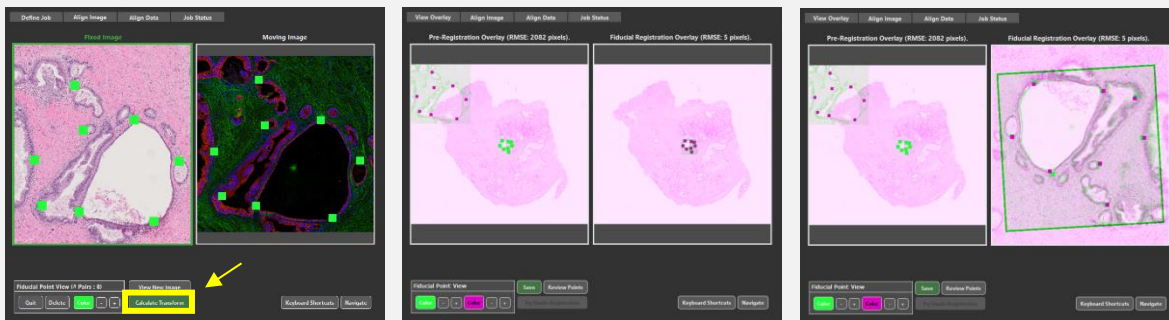 Define Job Align Image Align Data Job Status
Fixed Image Moving Image
Fiducial Point View (# Pairs : 8) View New Image
Quit Delete Color - + Calculate Transform Keyboard Shortcuts Navigate
View Overlay Align Image Align Data Job Status
Pre-Registration Overlay (RMSE: 2082 pixels). Fiducial Registration Overlay (RMSE: 5 pixels).
Fiducial Point View Save Review Points
Color - + Color - + Keyboard Shortcuts Navigate
View Overlay Align Image Align Data Job Status
Pre-Registration Overlay (RMSE: 2082 pixels). Fiducial Registration Overlay (RMSE: 5 pixels).
Fiducial Point View Save Review Points
Color - + Color - + Keyboard Shortcuts Navigate